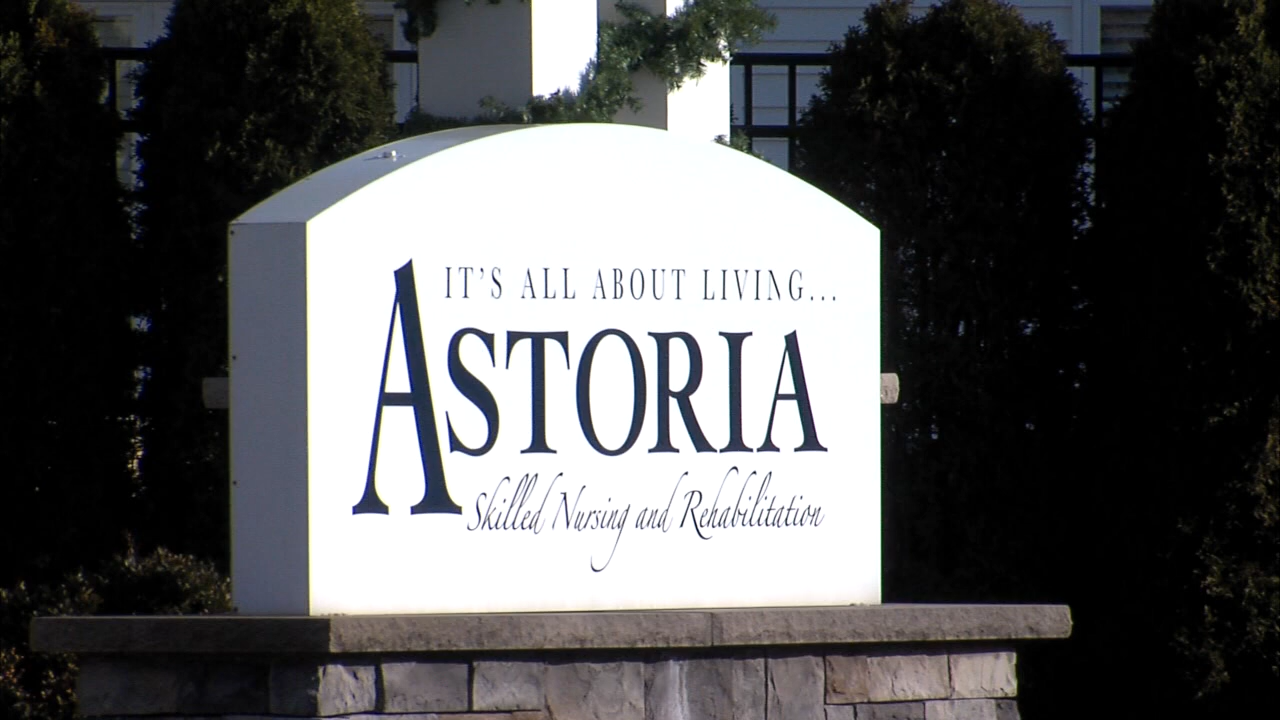 IT'S ALL ABOUT LIVING...
ASTORIA
Skilled Nursing and Rehabilitation